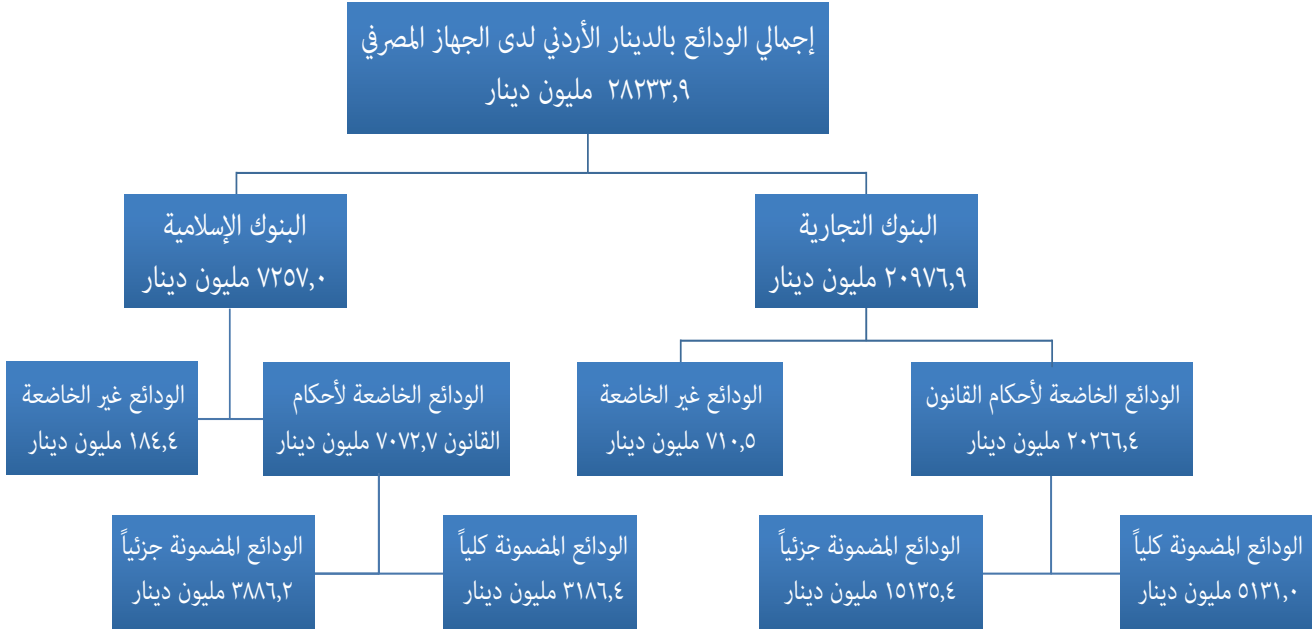 إجمالي الودائع بالدينار الأردني لدى الجهاز المصرفي
٢٨٢٣٣,٩ مليون دينار
البنوك التجارية
٢٠٩٧٦,٩ مليون دينار
البنوك الإسلامية
٧٢٥٧,٠ مليون دينار
الودائع الخاضعة لأحكام القانون
٢٠٢٦٦,٤ مليون دينار
الودائع غير الخاضعة
٧١٠,٥ مليون دينار
الودائع الخاضعة لأحكام
القانون ٧٠٧٢,٧ مليون دينار
الودائع غير الخاضعة
١٨٤,٤ مليون دينار
الودائع المضمونة كلياً
٥١٣١,٠ مليون دينار
الودائع المضمونة جزئياً
١٥١٣٥,٤ مليون دينار
الودائع المضمونة كلياً
٣١٨٦,٤ مليون دينار
الودائع المضمونة جزئياً
٣٨٨٦,٢ مليون دينار